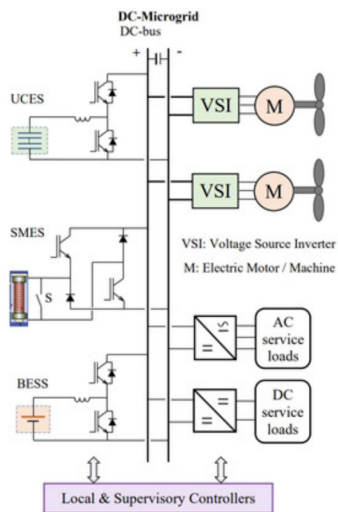 DC-Microgrid
DC-bus
+
-
UCES
VSI
M
VSI
M
SMES
VSI: Voltage Source Inverter
M: Electric Motor / Machine
S
AC
service
loads
BESS
DC
service
loads
Local & Supervisory Controllers